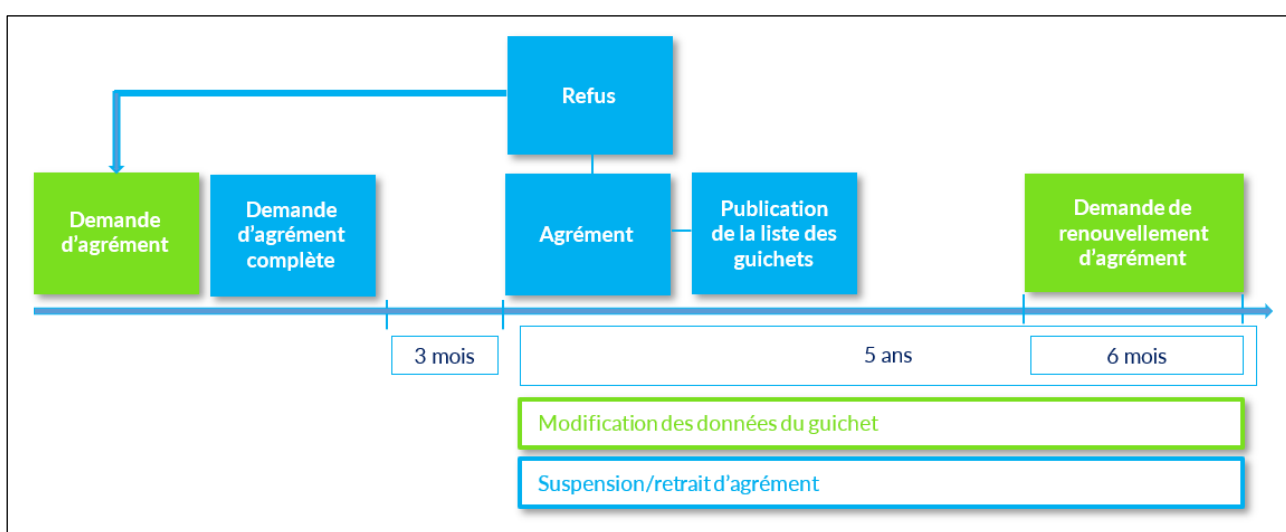 Refus
Demande
d'agrément
Demande
d'agrément
complète
Agrément
Publication
de la liste des
guichets
Demande de
renouvellement
d'agrément
3 mois
5 ans
6 mois
Modification des données du guichet
Suspension/retrait d'agrément